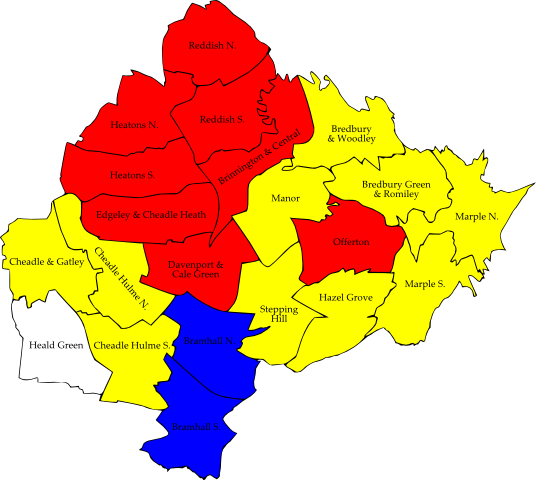 Reddish N.
Heatons N.
Reddish S.
Bredbury
& Woodley
Brinnington & Central
Heatons S.
Bredbury Green
& Romiley
Manor
Edgeley & Cheadle Heath
Marple N.
Offerton
Cheadle & Gatley
Cheadle Hulme N.
Davenport &
Cale Green
Marple S.
Hazel Grove
Stepping
Hill
Heald Green
Cheadle Hulme S.
Bramhall N.
Bramhall S.